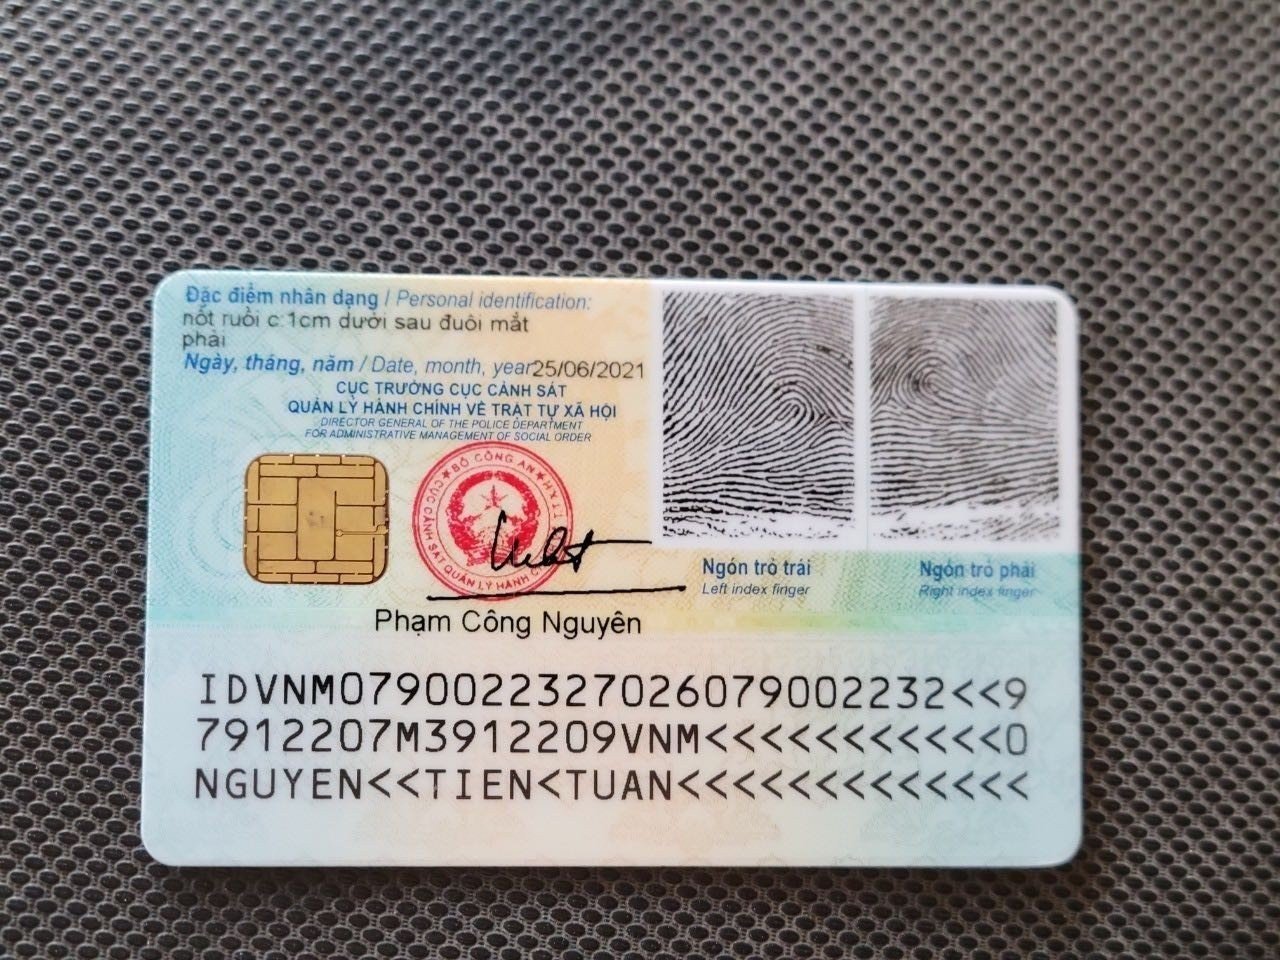 Đặc điểm nhân dạng / Personal identification:
nốt ruồi c:1cm dưới sau đuôi mắt
phải
Ngày, tháng, năm / Date, month, year 25/06/2021
CỤC TRƯỞNG CỤC CẢNH SÁT
QUẢN LÝ HÀNH CHÍNH VỀ TRẬT TỰ XÃ HỘI
DIRECTOR GENERAL OF THE POLICE DEPARTMENT
FOR ADMINISTRATIVE MANAGEMENT OF SOCIAL ORDER
BỘ CÔNG AN
CỤC CẢNH SÁT QUẢN LÝ HÀNH C
TTXH
Phạm Công Nguyên
Ngón trỏ trái
Left index finger
Ngón trỏ phải
Right index finger
IDVNM0790022327026079002232<<9
7912207M3912209VNM<<<<<<<<<<<0
NGUYEN<<TIEN<TUAN<<<<<<<<<<<<<